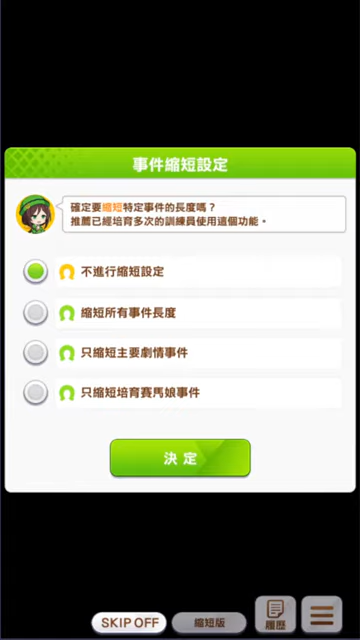 事件縮短設定
確定要縮短特定事件的長度嗎？
推薦已經培育多次的訓練員使用這個功能。
不進行縮短設定
縮短所有事件長度
只縮短主要劇情事件
只縮短培育賽馬娘事件
決定
SKIP OFF
縮短版
履歷